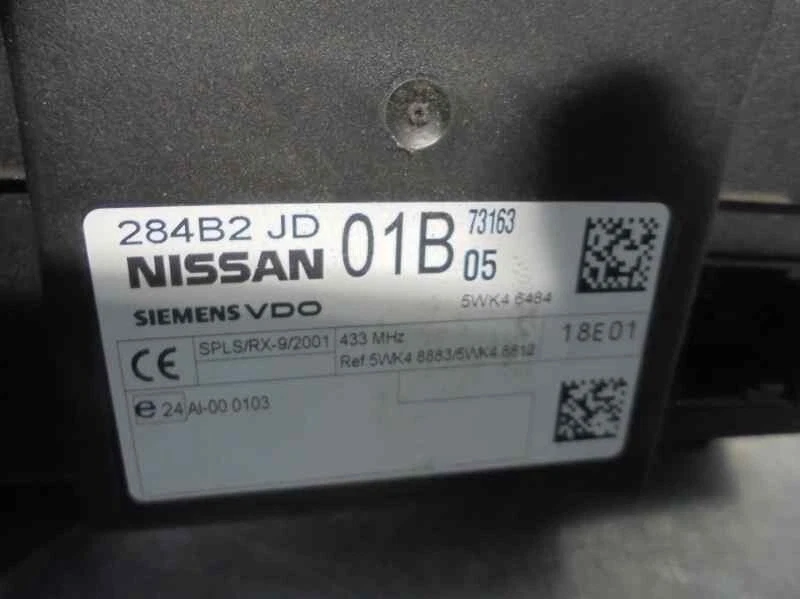 284B2 JD 01B 73163
05
NISSAN
SIEMENS VDO
5WK4 6484
CE SPLS/RX-9/2001 433 MHz 18E01
Ref 5WK4 8883/5WK4 8812
e 24 AI-00 0103